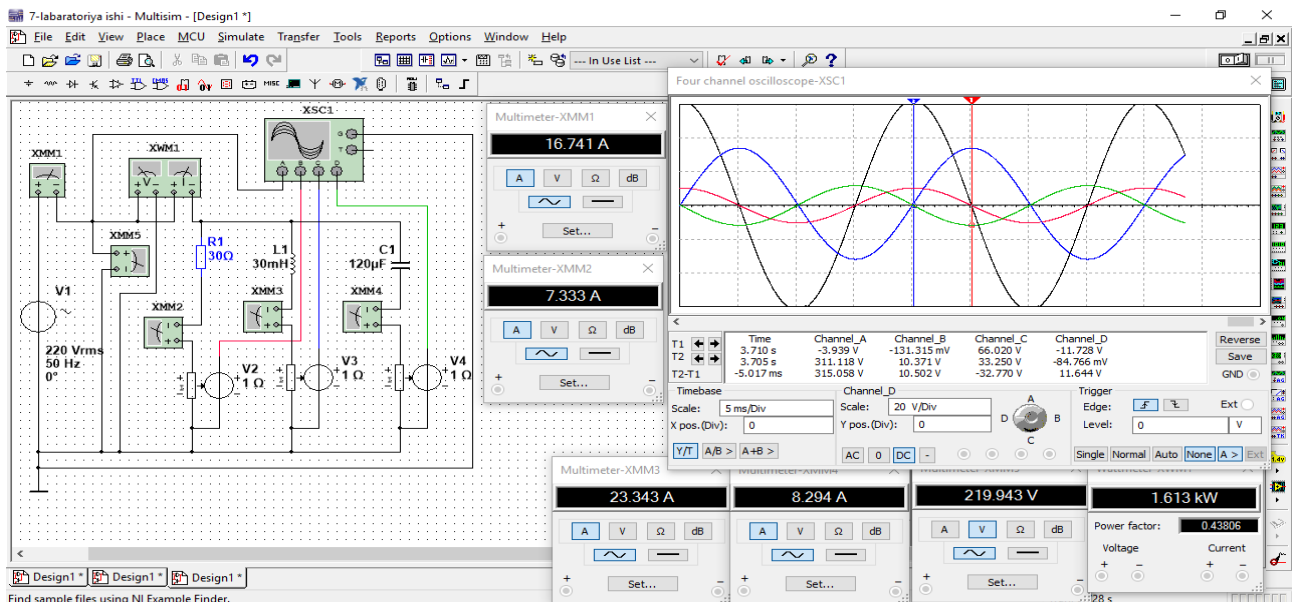 7-labaratoriya ishi - Multisim - [Design1 *]
File Edit View Place MCU Simulate Transfer Tools Reports Options Window Help
--- In Use List ---
MISC
XSC1
G
T
A B C D
XMM1
XWM1
V I
XMM5
R1
30Ω
L1
30mH
C1
120µF
XMM2
XMM3
XMM4
V1
220 Vrms
50 Hz
0°
V2
1 Ω
V3
1 Ω
V4
1 Ω
Multimeter-XMM1
16.741 A
A V Ω dB
Set...
Multimeter-XMM2
7.333 A
A V Ω dB
Set...
Four channel oscilloscope-XSC1
Time Channel_A Channel_B Channel_C Channel_D
T1 3.710 s -3.939 V -131.315 mV 66.020 V -11.728 V
T2 3.705 s 311.118 V 10.371 V 33.250 V -84.766 mV
T2-T1 -5.017 ms 315.058 V 10.502 V -32.770 V 11.644 V
Reverse
Save
GND
Timebase
Scale: 5 ms/Div
X pos.(Div): 0
Y/T A/B > A+B >
Channel_D
Scale: 20 V/Div
Y pos.(Div): 0
AC 0 DC -
A
D B
C
Trigger
Edge: Ext
Level: 0 V
Single Normal Auto None A > Ext
Multimeter-XMM3
23.343 A
A V Ω dB
Set...
Multimeter-XMM4
8.294 A
A V Ω dB
Set...
Multimeter-XMM5
219.943 V
A V Ω dB
Set...
Wattmeter-XWM1
1.613 kW
Power factor: 0.43806
Voltage Current
Design1 * Design1 * Design1 *
Find sample files using NI Example Finder.